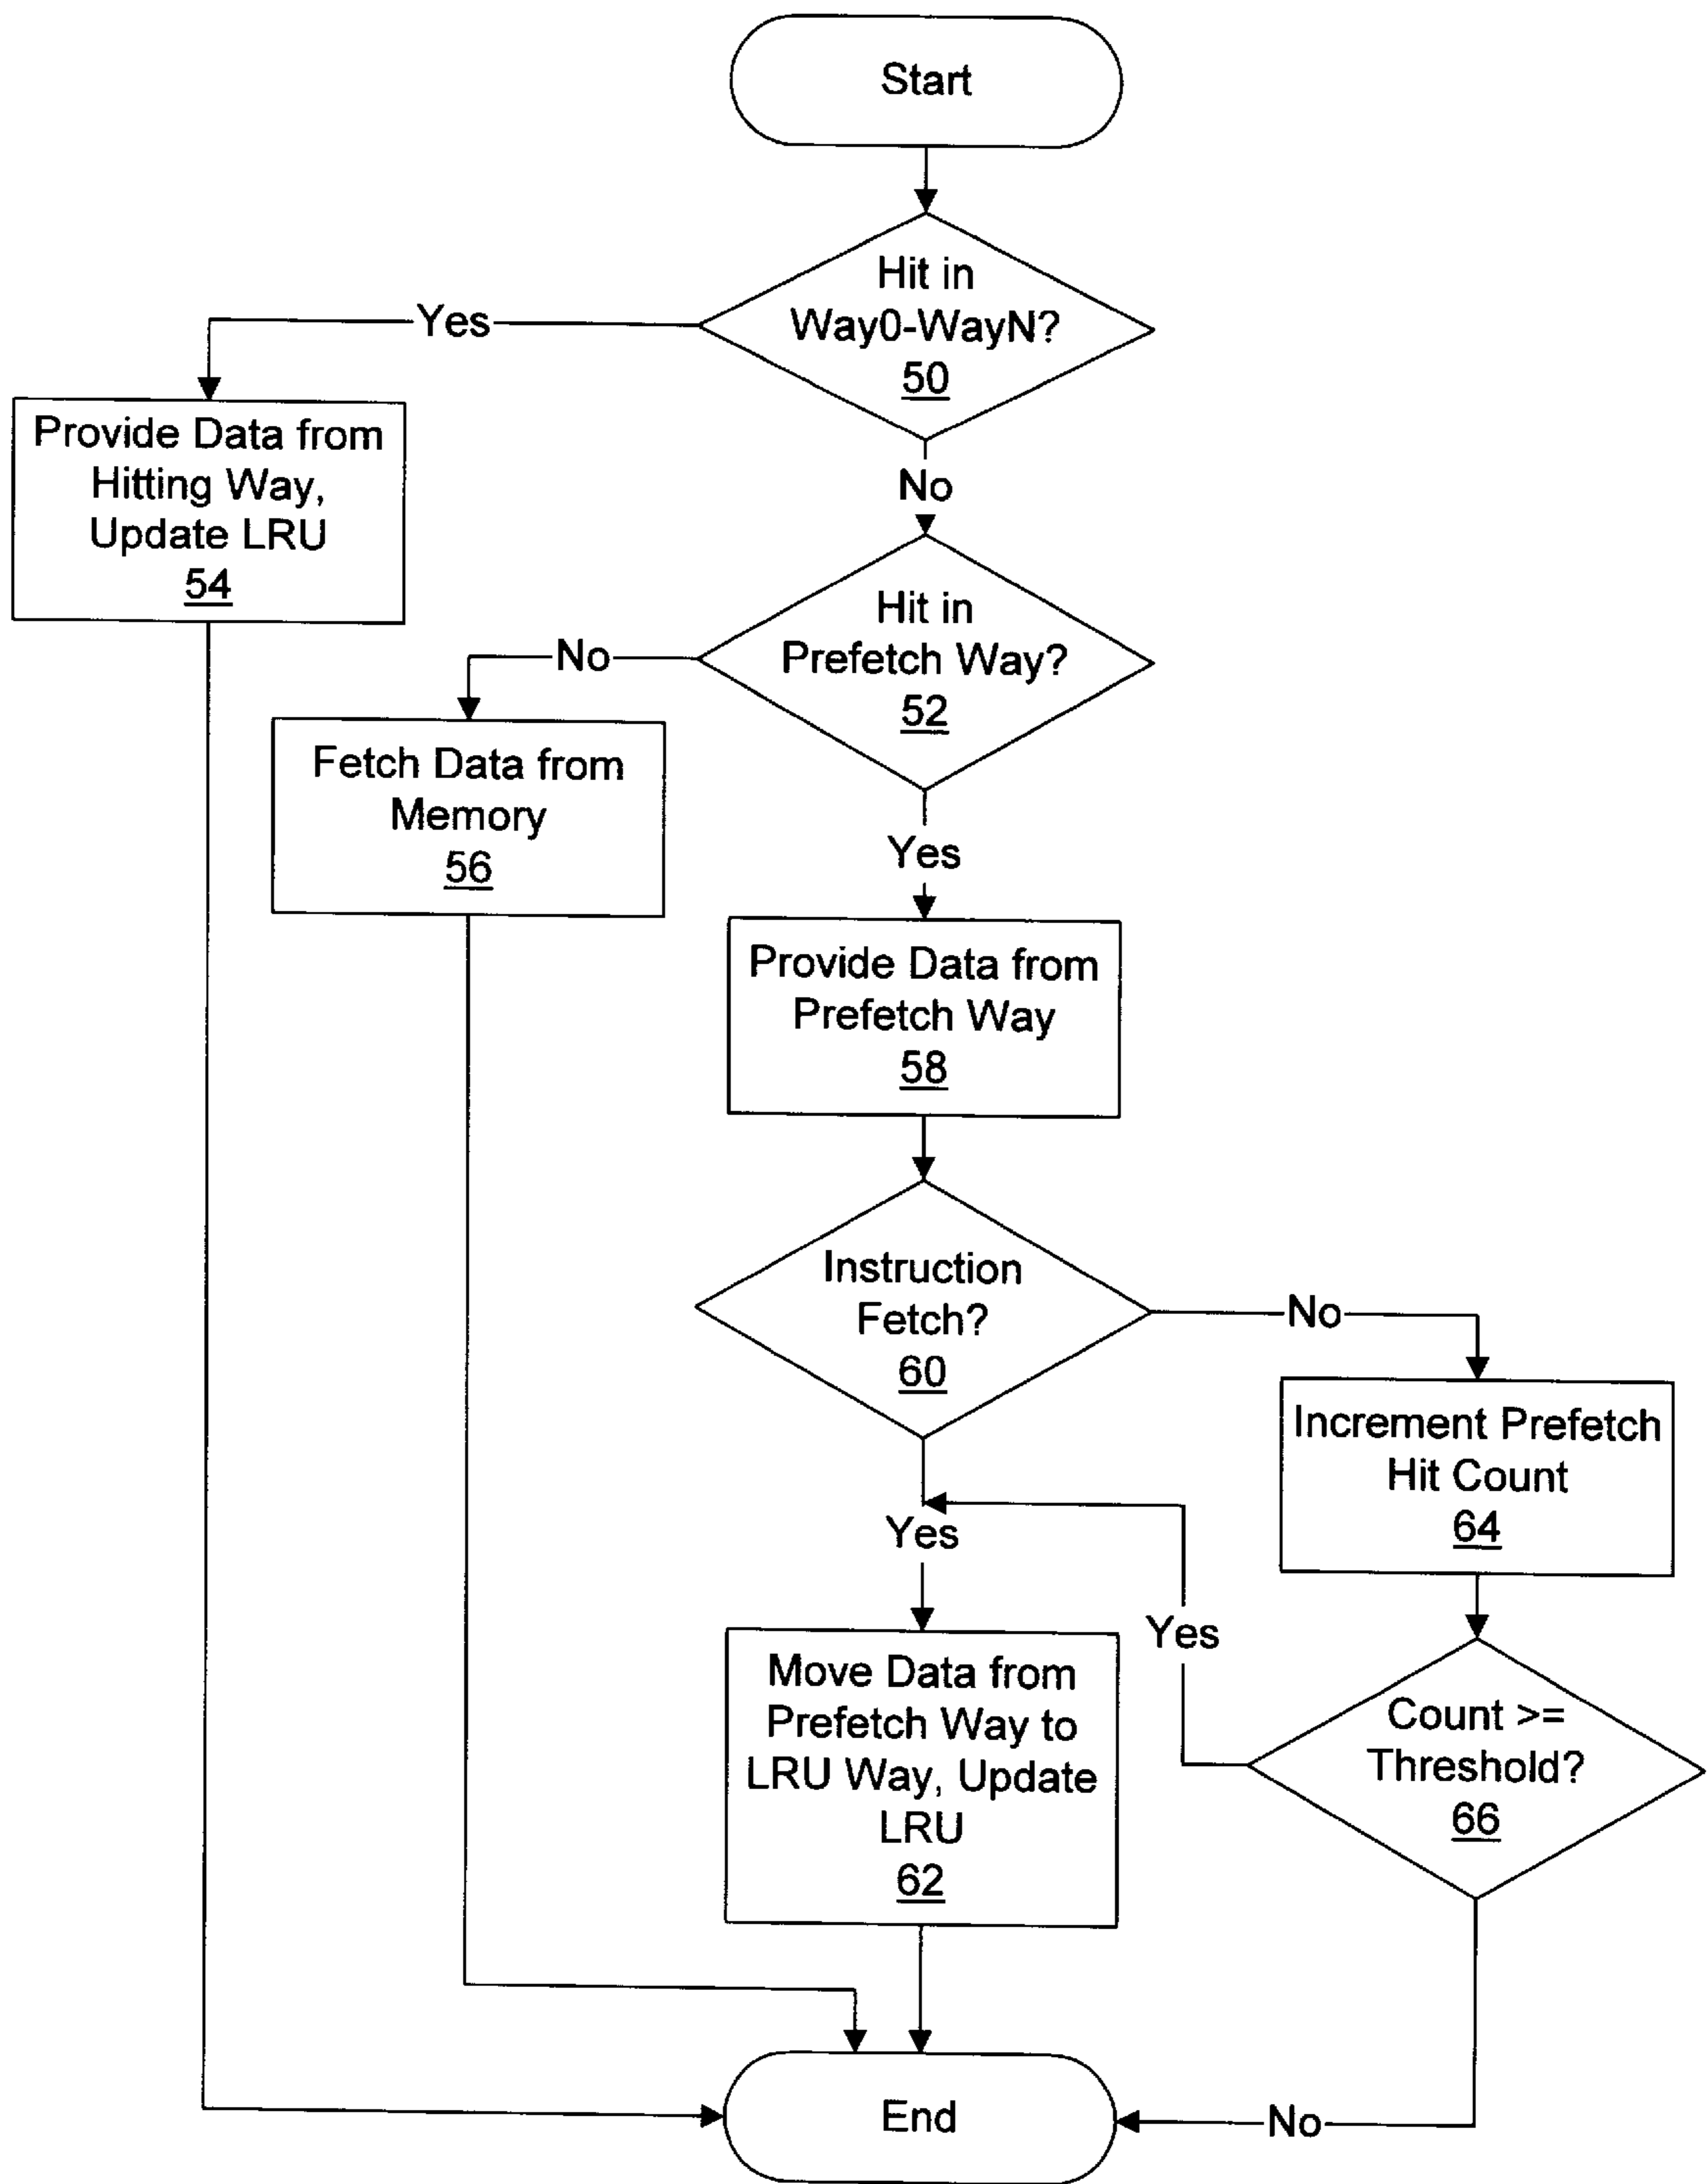 Start
Hit in
Way0-WayN?
50
Yes
Provide Data from
Hitting Way,
Update LRU
54
No
Hit in
Prefetch Way?
52
No
Fetch Data from
Memory
56
Yes
Provide Data from
Prefetch Way
58
Instruction
Fetch?
60
No
Increment Prefetch
Hit Count
64
Yes
Yes
Move Data from
Prefetch Way to
LRU Way, Update
LRU
62
Count >=
Threshold?
66
End
No